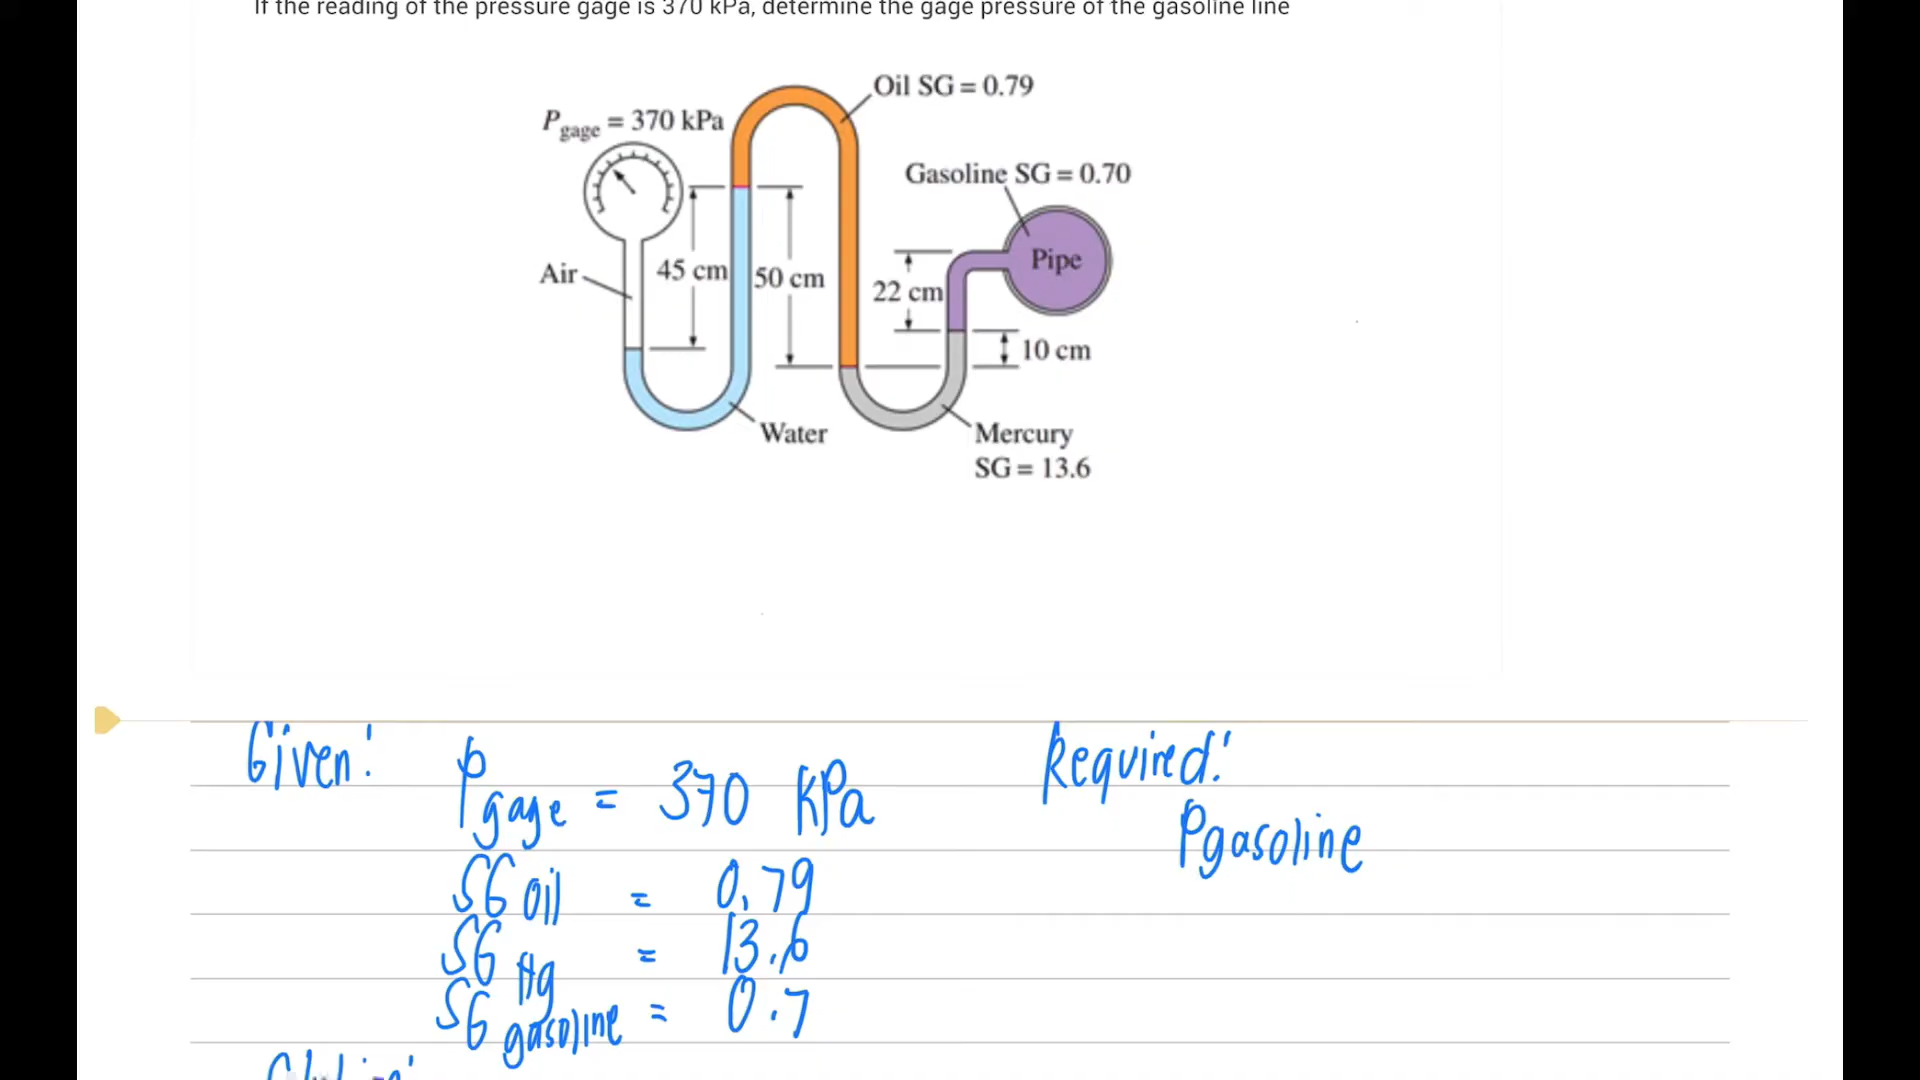 If the reading of the pressure gage is 370 kPa, determine the gage pressure of the gasoline line
Oil SG = 0.79
Pgage = 370 kPa
Gasoline SG = 0.70
Pipe
Air
45 cm
50 cm
22 cm
10 cm
Water
Mercury
SG = 13.6
Given:
Pgage = 370 KPa
SG oil = 0.79
SG Hg = 13.6
SG gasoline = 0.7
Required:
Pgasoline